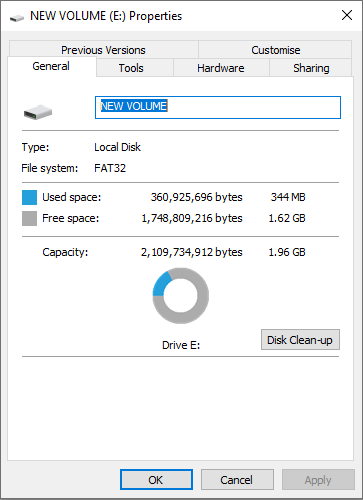 NEW VOLUME (E:) Properties
Previous Versions Customise
General Tools Hardware Sharing
NEW VOLUME
Type: Local Disk
File system: FAT32
Used space: 360,925,696 bytes 344 MB
Free space: 1,748,809,216 bytes 1.62 GB
Capacity: 2,109,734,912 bytes 1.96 GB
Drive E:
Disk Clean-up
OK Cancel Apply